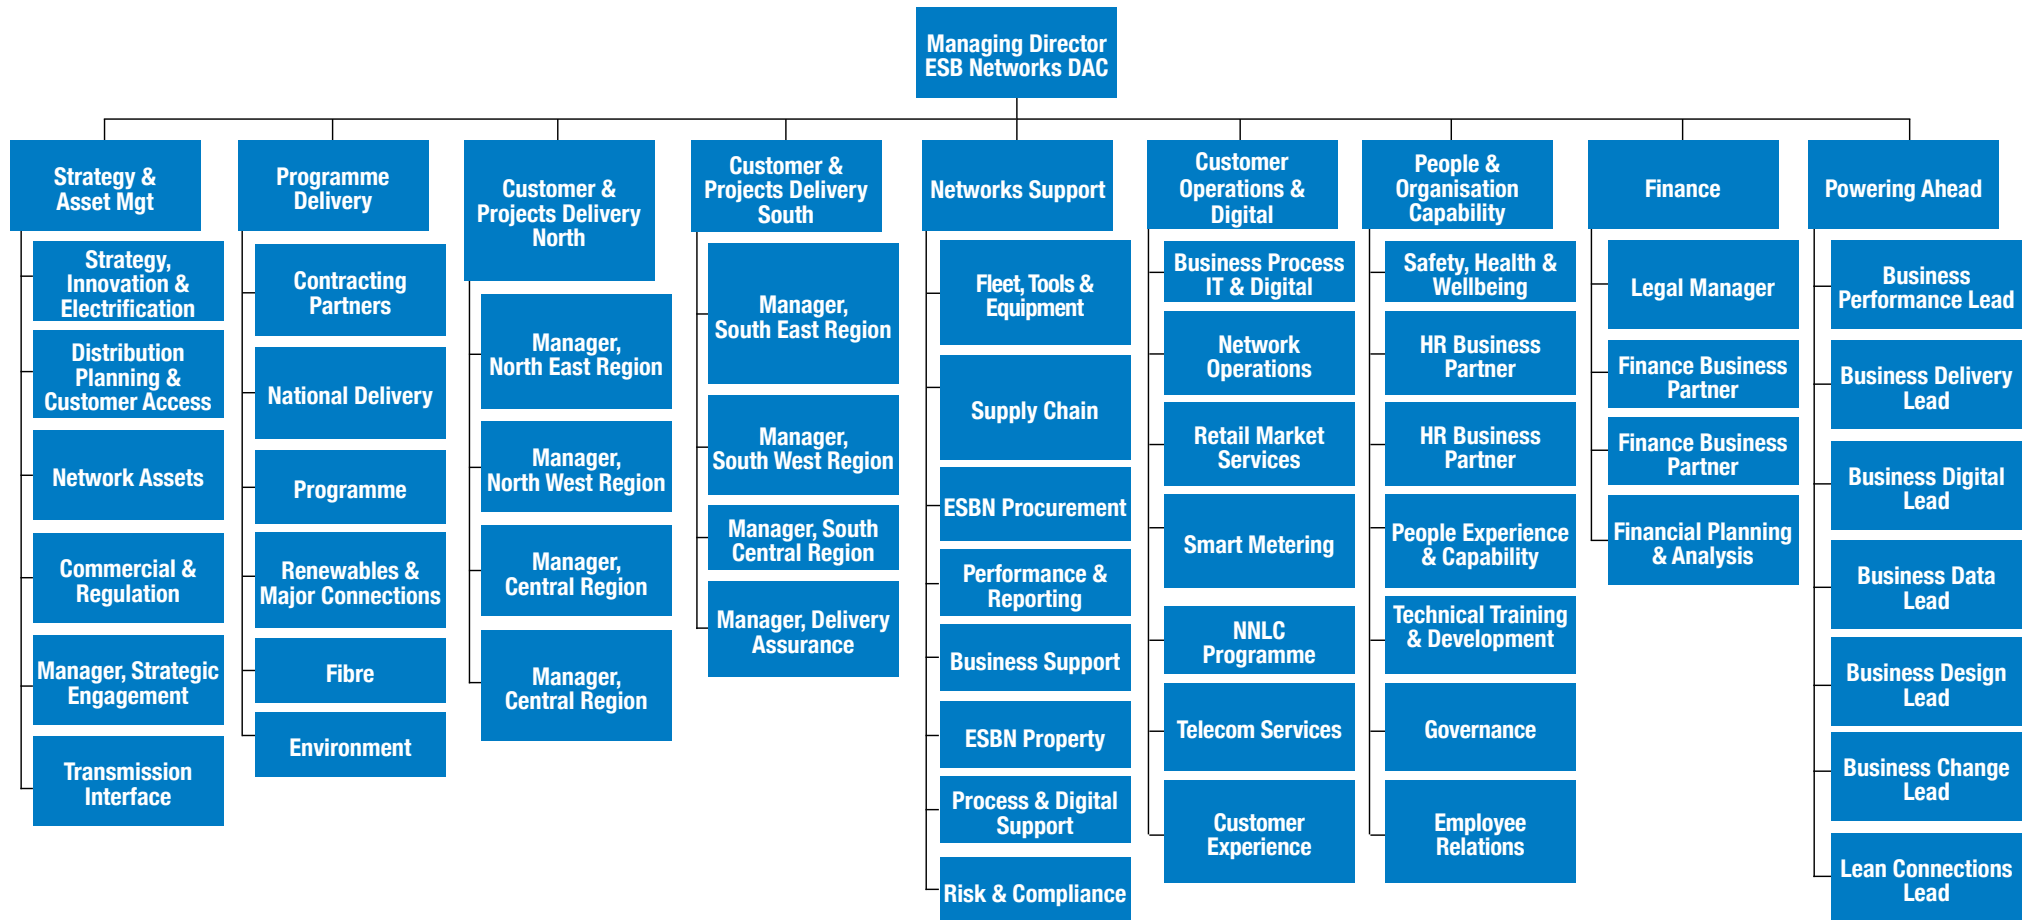 Managing Director
ESB Networks DAC
Strategy &
Asset Mgt
Strategy,
Innovation &
Electrification
Distribution
Planning &
Customer Access
Network Assets
Commercial &
Regulation
Manager, Strategic
Engagement
Transmission
Interface
Programme
Delivery
Contracting
Partners
National Delivery
Programme
Renewables &
Major Connections
Fibre
Environment
Customer &
Projects Delivery
North
Manager,
North East Region
Manager,
North West Region
Manager,
Central Region
Manager,
Central Region
Customer &
Projects Delivery
South
Manager,
South East Region
Manager,
South West Region
Manager, South
Central Region
Manager, Delivery
Assurance
Networks Support
Fleet, Tools &
Equipment
Supply Chain
ESBN Procurement
Performance &
Reporting
Business Support
ESBN Property
Process & Digital
Support
Risk & Compliance
Customer
Operations &
Digital
Business Process
IT & Digital
Network
Operations
Retail Market
Services
Smart Metering
NNLC
Programme
Telecom Services
Customer
Experience
People &
Organisation
Capability
Safety, Health &
Wellbeing
HR Business
Partner
HR Business
Partner
People Experience
& Capability
Technical Training
& Development
Governance
Employee
Relations
Finance
Legal Manager
Finance Business
Partner
Finance Business
Partner
Financial Planning
& Analysis
Powering Ahead
Business
Performance Lead
Business Delivery
Lead
Business Digital
Lead
Business Data
Lead
Business Design
Lead
Business Change
Lead
Lean Connections
Lead